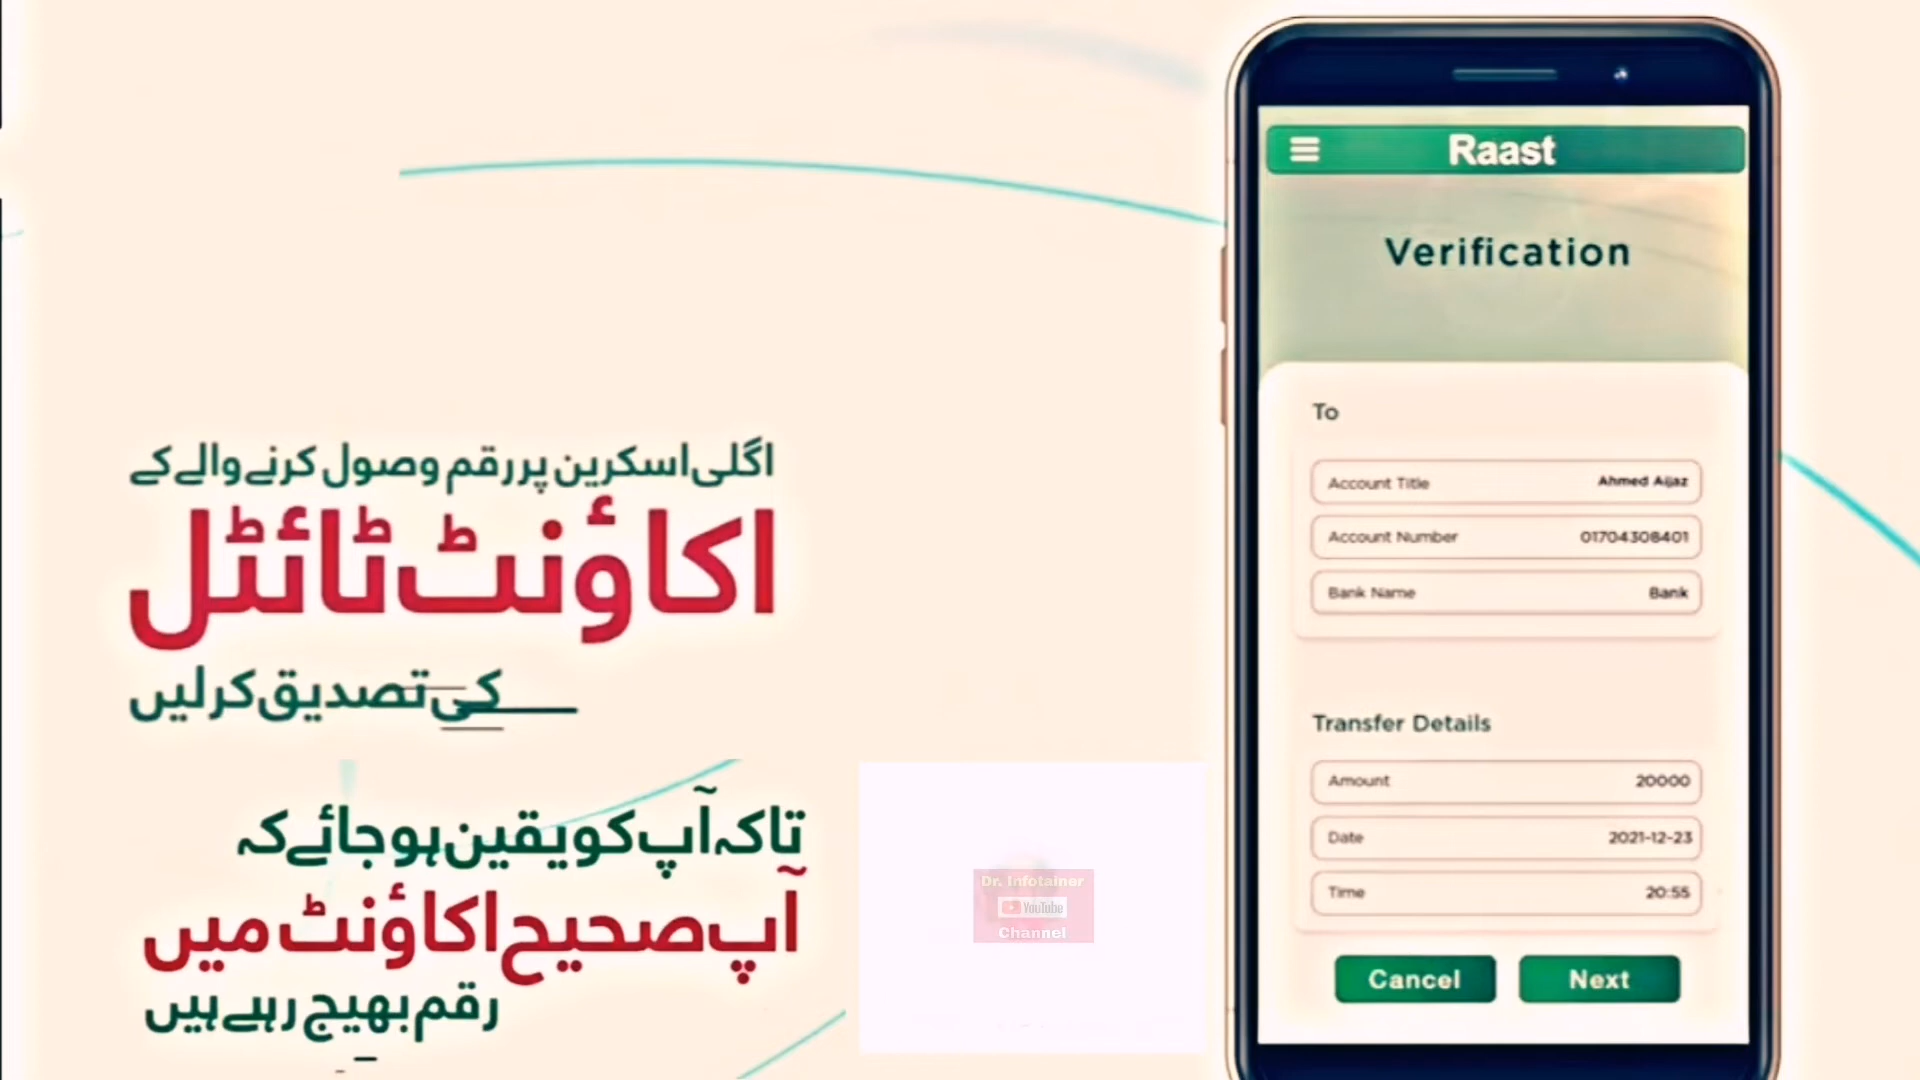 اگلی اسکرین پر رقم وصول کرنے والے کے
اکاؤنٹ ٹائٹل
کی تصدیق کرلیں
تاکہ آپ کو یقین ہوجائے کہ
آپ صحیح اکاؤنٹ میں
رقم بھیج رہے ہیں
Dr. Infotainer
YouTube
Channel
Raast
Verification
To
Account Title Ahmed Aijaz
Account Number 01704308401
Bank Name Bank
Transfer Details
Amount 20000
Date 2021-12-23
Time 20:55
Cancel Next